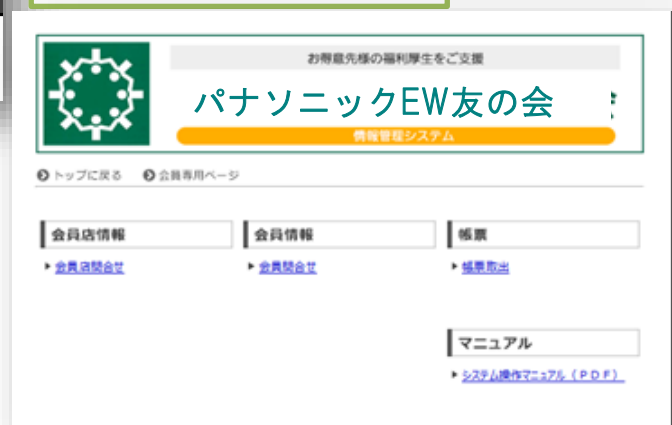 お得意先様の福利厚生をご支援
パナソニックEW友の会
情報管理システム
トップに戻る 会員専用ページ
会員店情報 会員情報 帳票
会員店問合せ 会員問合せ 帳票取出
マニュアル
システム操作マニュアル（ＰＤＦ）